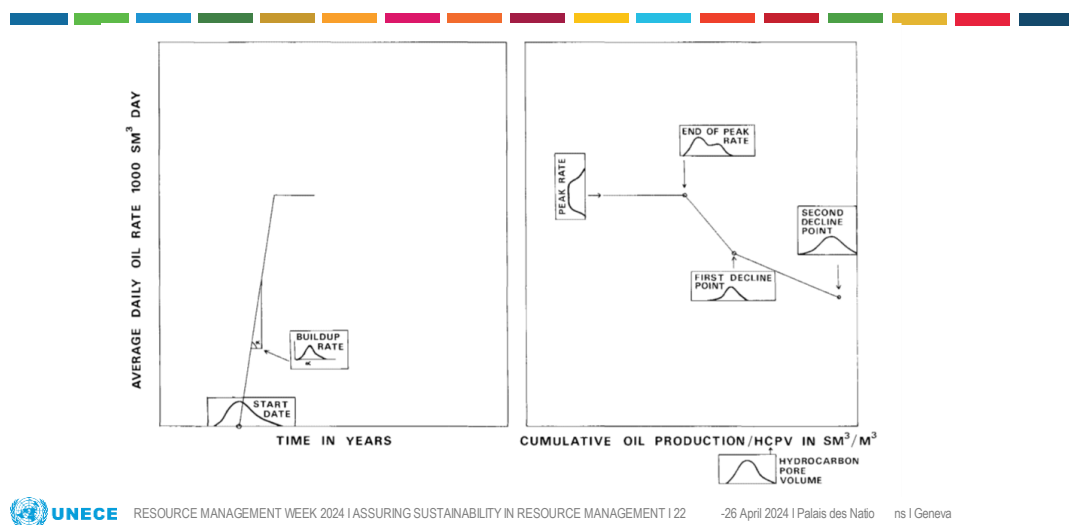 AVERAGE DAILY OIL RATE 1000 SM³ DAY
BUILDUP
RATE
α
α
START
DATE
TIME IN YEARS
PEAK RATE
END OF PEAK
RATE
SECOND
DECLINE
POINT
FIRST DECLINE
POINT
CUMULATIVE OIL PRODUCTION/HCPV IN SM³/M³
HYDROCARBON
PORE
VOLUME
UNECE
RESOURCE MANAGEMENT WEEK 2024 I ASSURING SUSTAINABILITY IN RESOURCE MANAGEMENT I 22 -26 April 2024 I Palais des Natio ns I Geneva